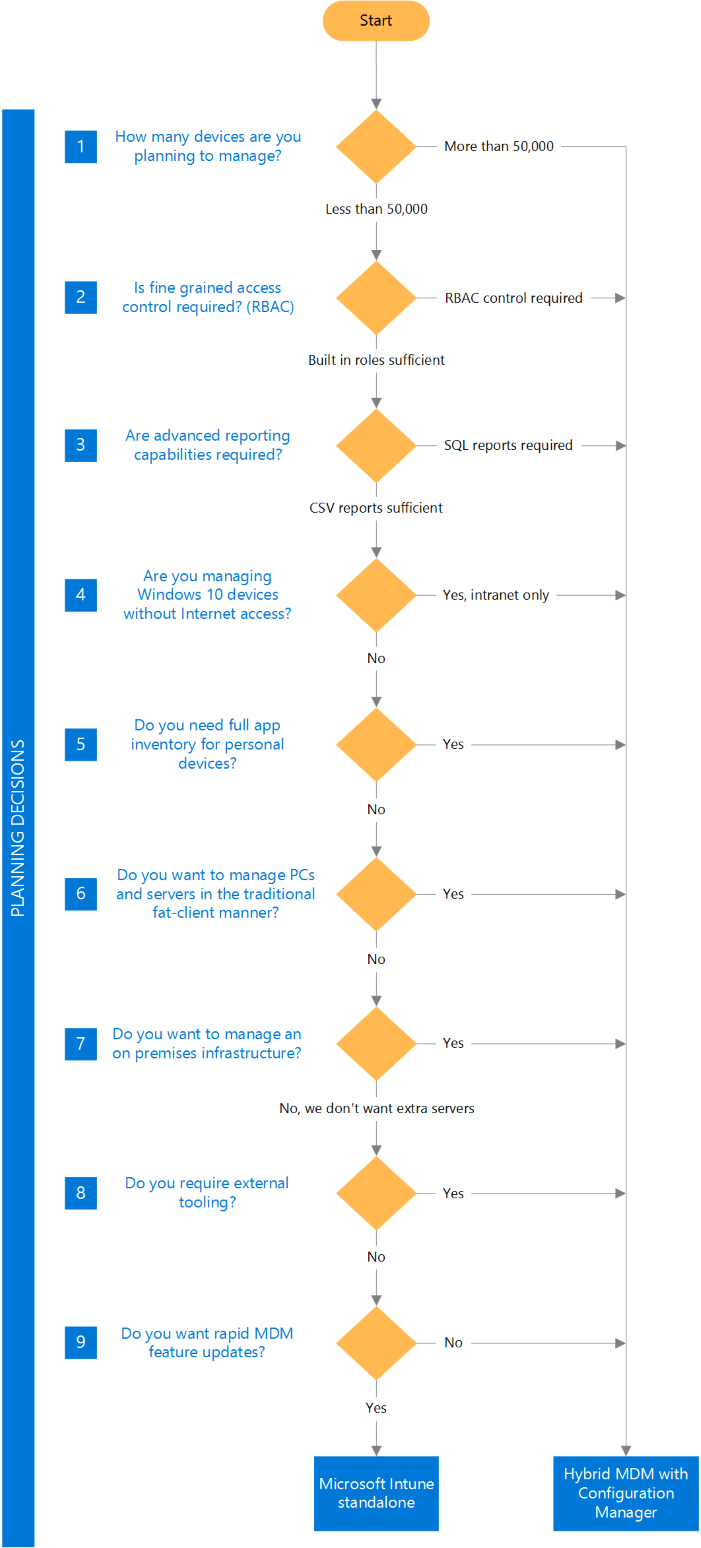 Start
PLANNING DECISIONS
1
How many devices are you
planning to manage?
More than 50,000
Less than 50,000
2
Is fine grained access
control required? (RBAC)
RBAC control required
Built in roles sufficient
3
Are advanced reporting
capabilities required?
SQL reports required
CSV reports sufficient
4
Are you managing
Windows 10 devices
without Internet access?
Yes, intranet only
No
5
Do you need full app
inventory for personal
devices?
Yes
No
6
Do you want to manage PCs
and servers in the traditional
fat-client manner?
Yes
No
7
Do you want to manage an
on premises infrastructure?
Yes
No, we don’t want extra servers
8
Do you require external
tooling?
Yes
No
9
Do you want rapid MDM
feature updates?
No
Yes
Microsoft Intune
standalone
Hybrid MDM with
Configuration
Manager